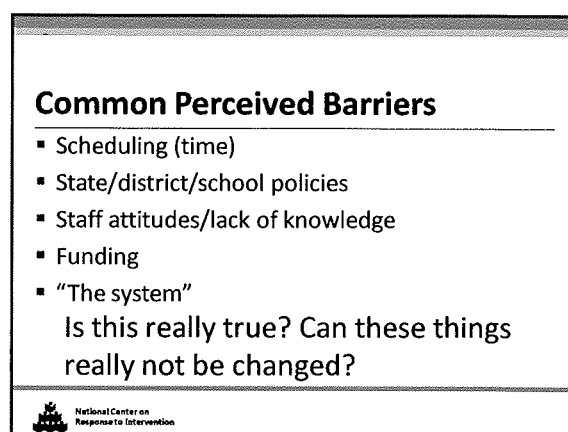 Common Perceived Barriers
▪ Scheduling (time)
▪ State/district/school policies
▪ Staff attitudes/lack of knowledge
▪ Funding
▪ “The system”
Is this really true? Can these things
really not be changed?
National Center on
Response to Intervention